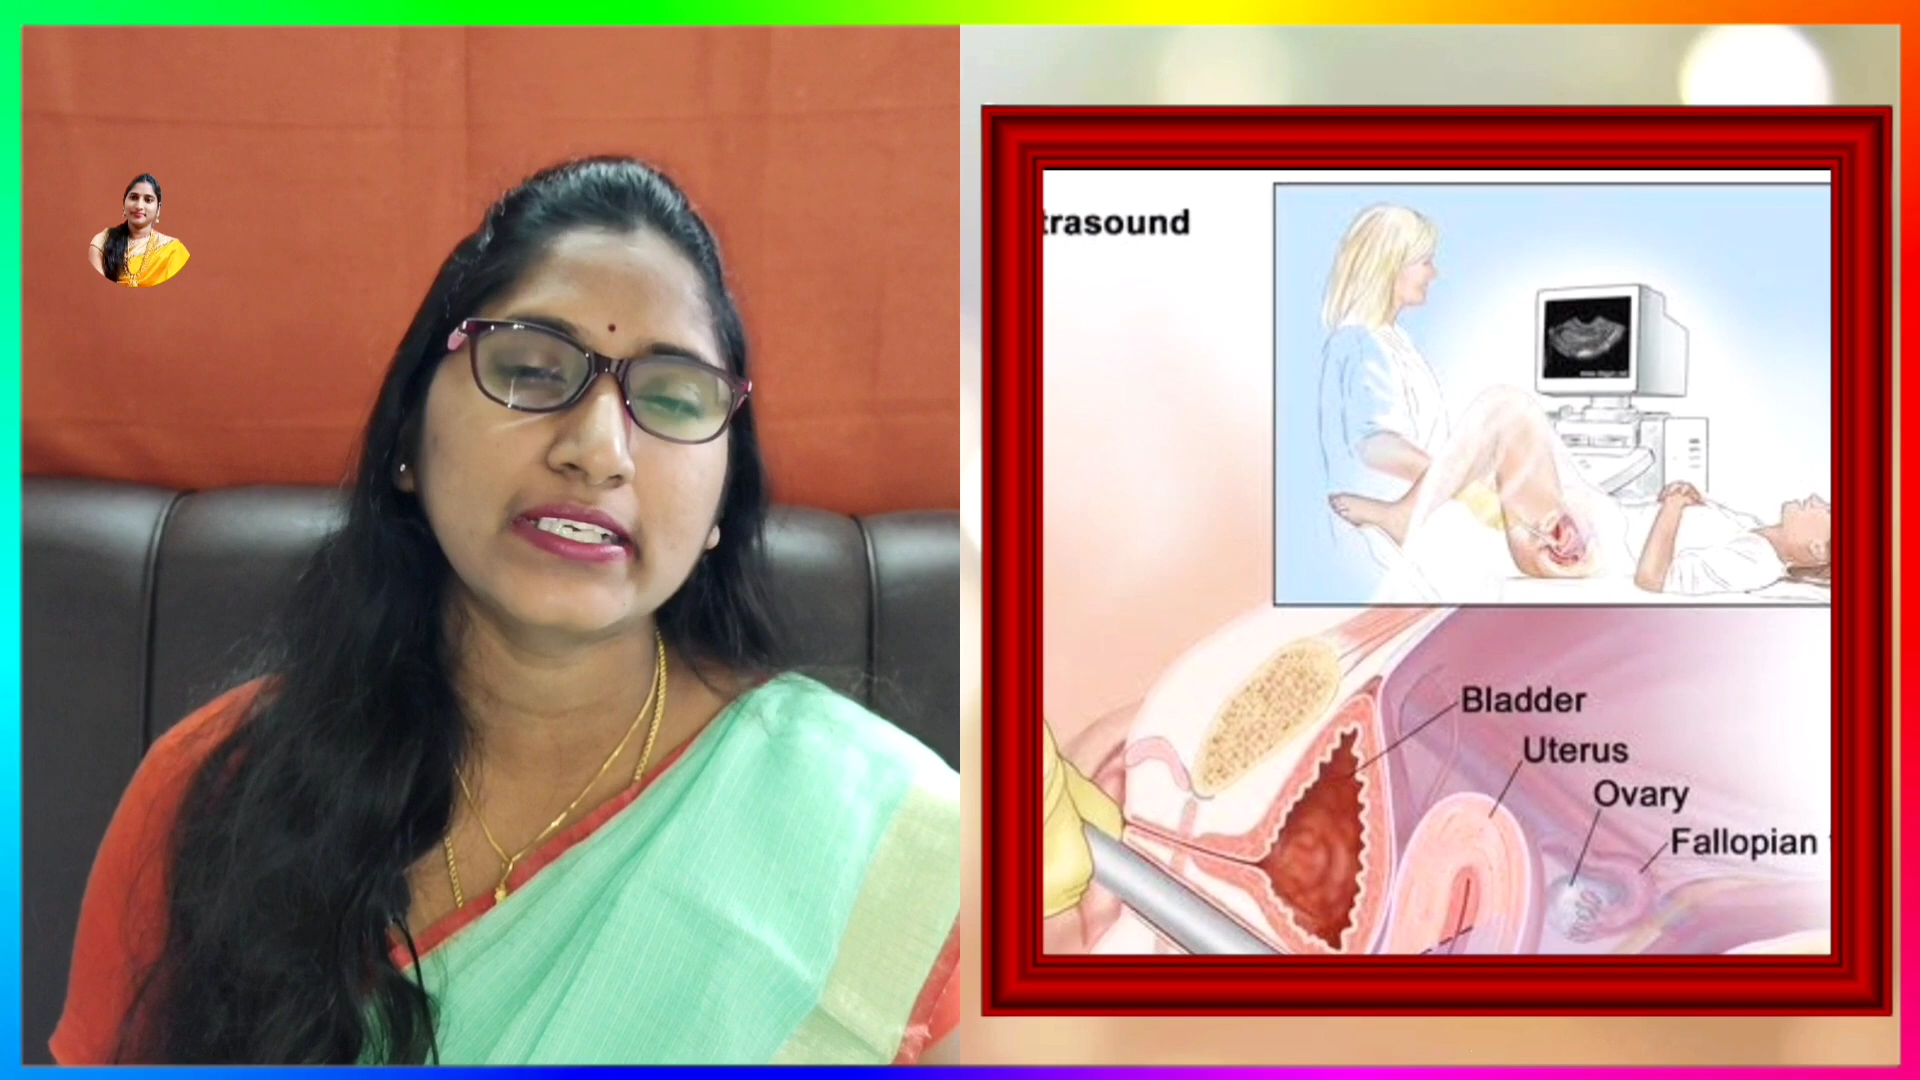 trasound
Bladder
Uterus
Ovary
Fallopian